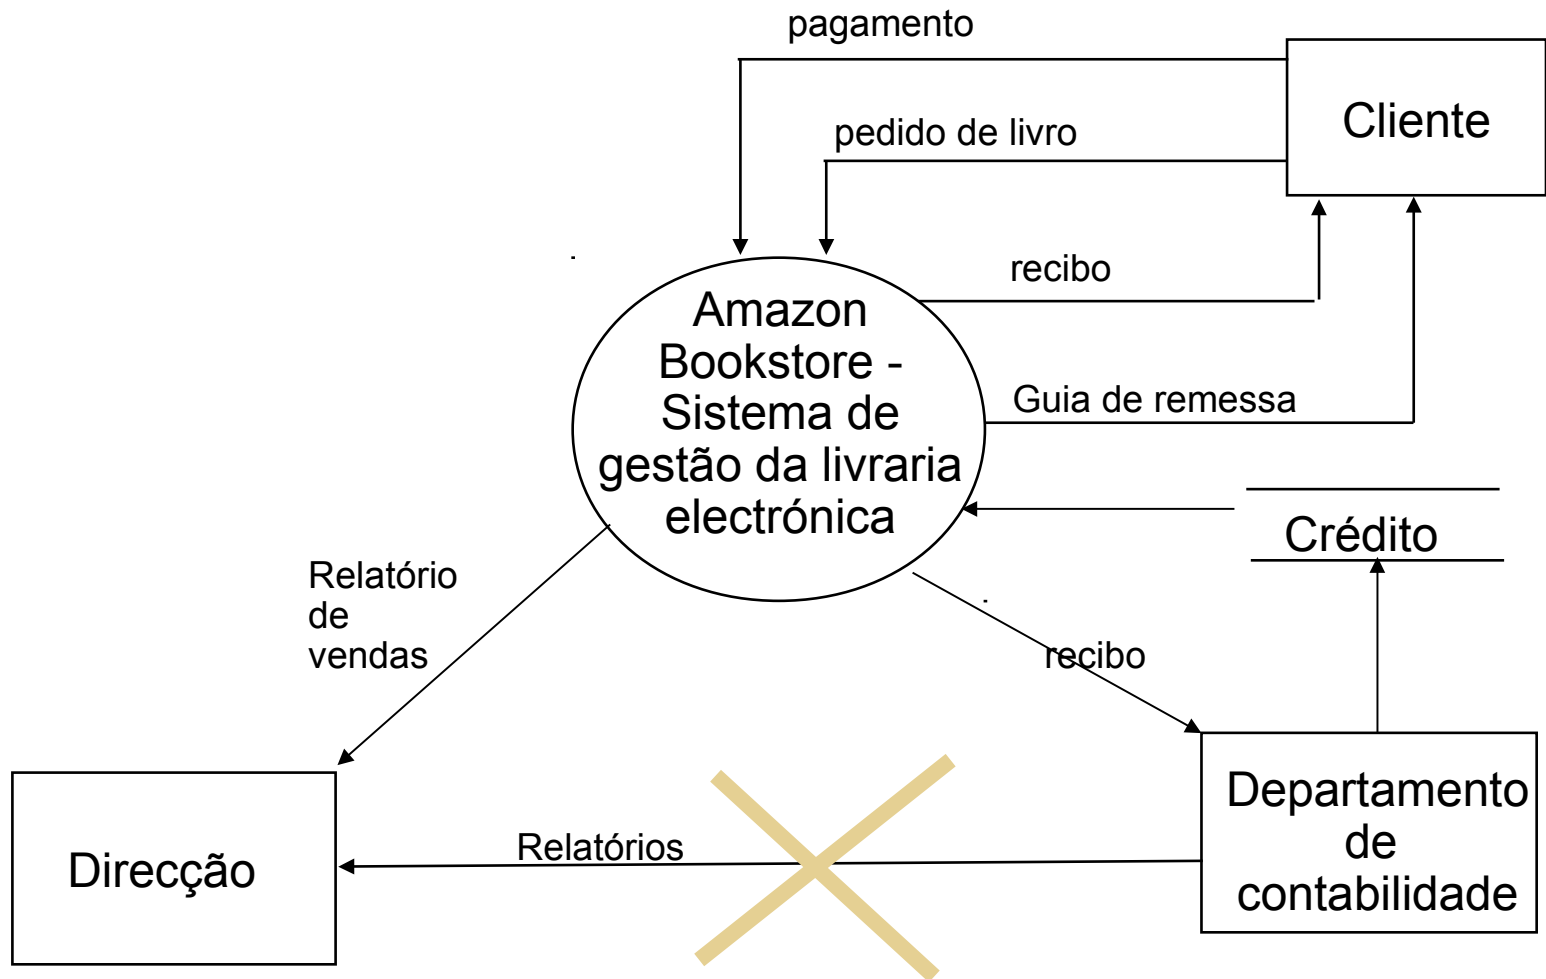 pagamento
Cliente
pedido de livro
recibo
Amazon
Bookstore -
Sistema de
gestão da livraria
electrónica
Guia de remessa
Crédito
Relatório
de
vendas
recibo
Departamento
de
contabilidade
Relatórios
Direcção